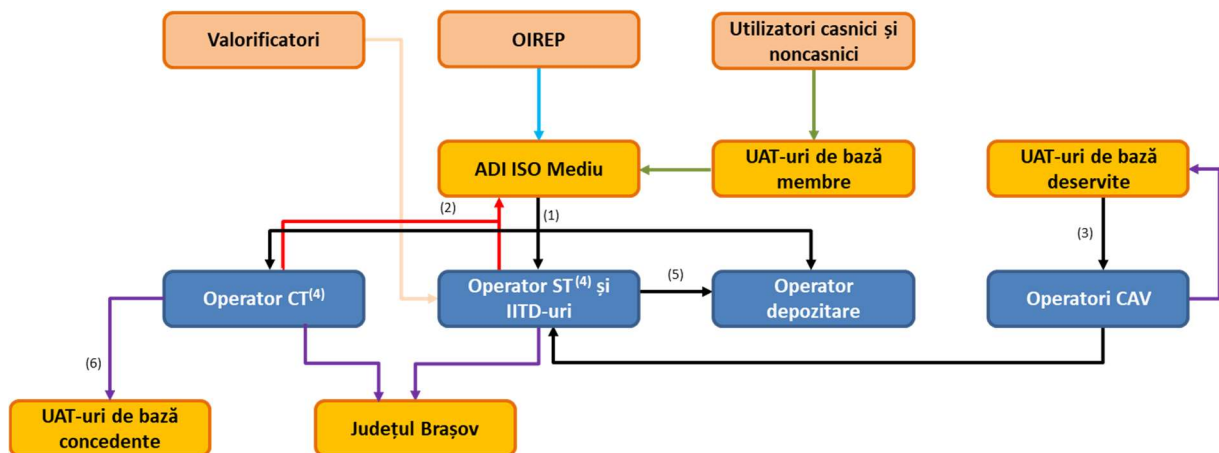 Valorificatori
OIREP
Utilizatori casnici și
noncasnici
ADI ISO Mediu
UAT-uri de bază
membre
UAT-uri de bază
deservite
(2)
(1)
(3)
Operator CT(4)
Operator ST(4) și
IITD-uri
(5)
Operator
depozitare
Operatori CAV
(6)
UAT-uri de bază
concedente
Județul Brașov